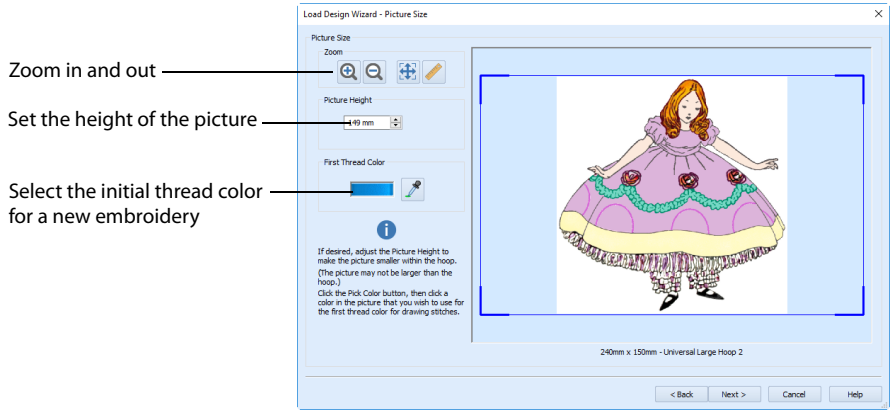 Load Design Wizard - Picture Size
Picture Size
Zoom
Zoom in and out
Picture Height
Set the height of the picture
149 mm
First Thread Color
Select the initial thread color
for a new embroidery
If desired, adjust the Picture Height to
make the picture smaller within the hoop.
(The picture may not be larger than the
hoop.)
Click the Pick Color button, then click a
color in the picture that you wish to use for
the first thread color for drawing stitches.
240mm x 150mm - Universal Large Hoop 2
< Back
Next >
Cancel
Help